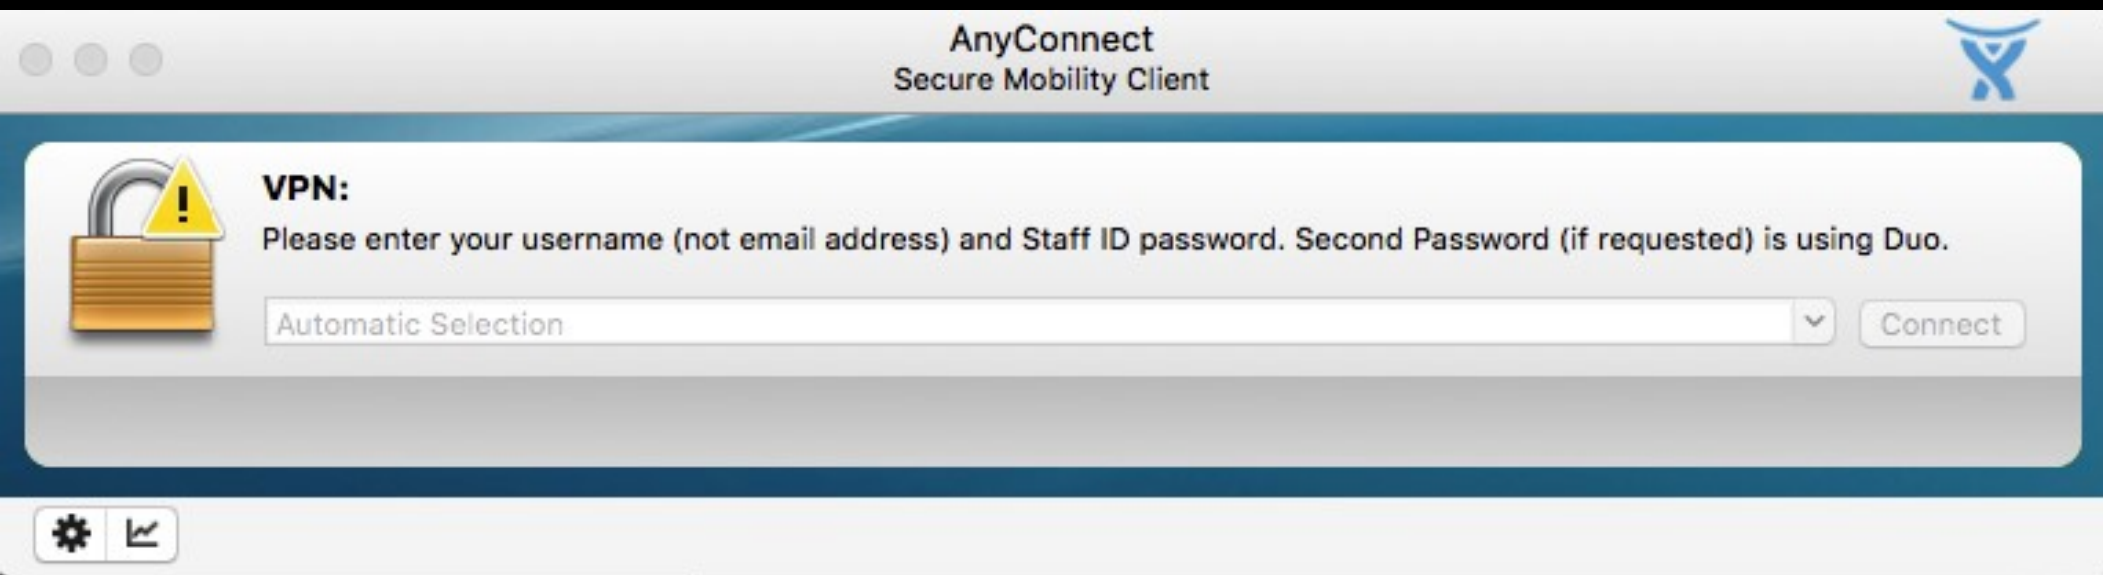 AnyConnect
Secure Mobility Client
VPN:
Please enter your username (not email address) and Staff ID password. Second Password (if requested) is using Duo.
Automatic Selection
Connect